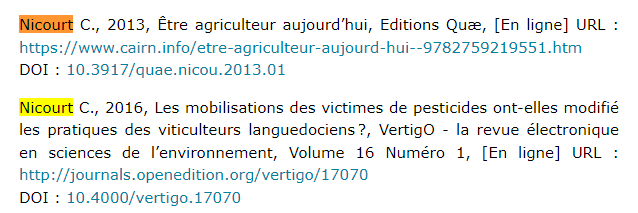 Nicourt C., 2013, Être agriculteur aujourd’hui, Editions Quæ, [En ligne] URL :
https://www.cairn.info/etre-agriculteur-aujourd-hui--9782759219551.htm
DOI : 10.3917/quae.nicou.2013.01
Nicourt C., 2016, Les mobilisations des victimes de pesticides ont-elles modifié
les pratiques des viticulteurs languedociens ?, VertigO - la revue électronique
en sciences de l’environnement, Volume 16 Numéro 1, [En ligne] URL :
http://journals.openedition.org/vertigo/17070
DOI : 10.4000/vertigo.17070